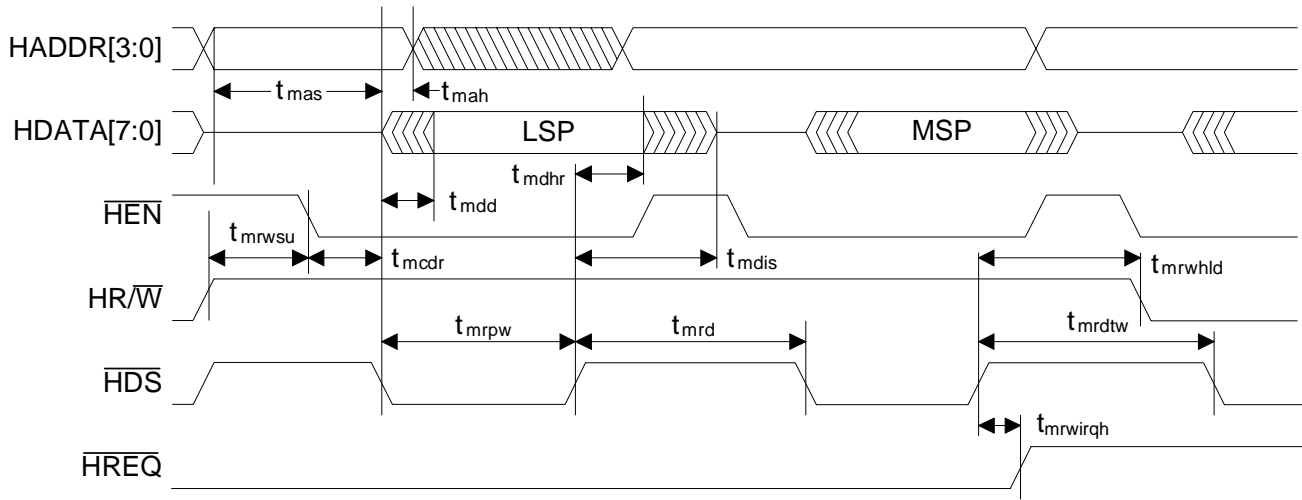 HADDR[3:0]
tmas
tmah
HDATA[7:0]
LSP
MSP
tmdhr
tmdd
HEN
tmrwsu
tmcdr
tmdis
tmrwhld
HR/W
tmrpw
tmrd
tmrdtw
HDS
tmrwirqh
HREQ